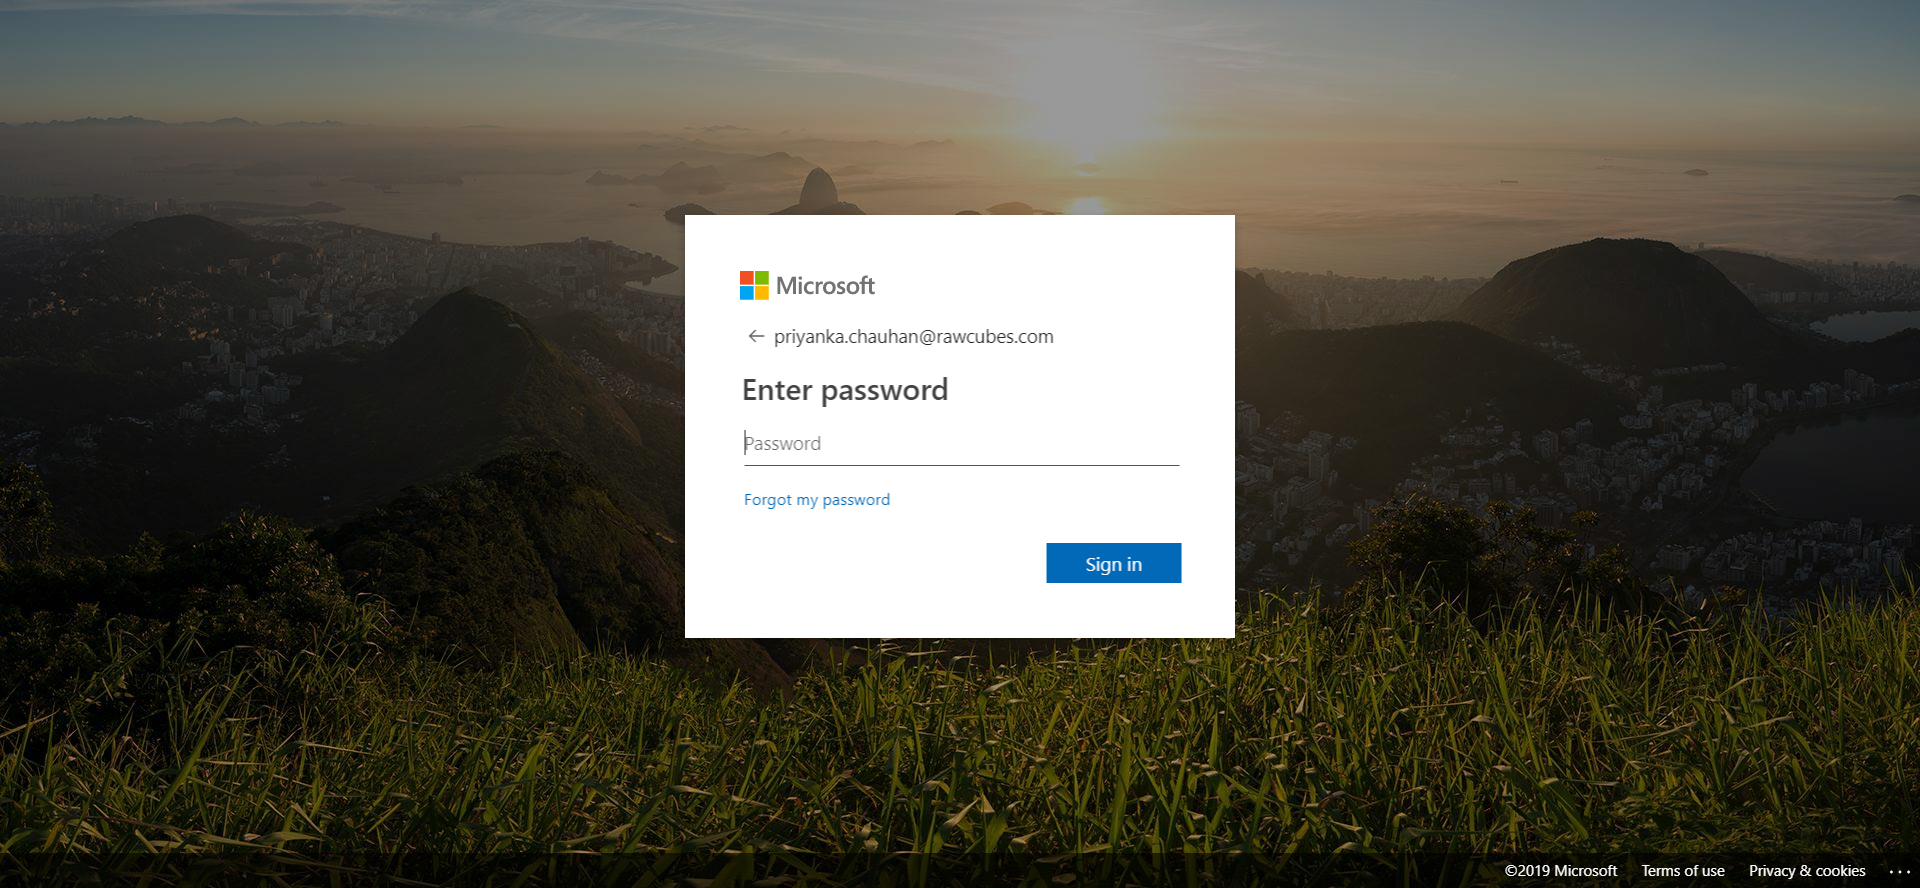 Microsoft
priyanka.chauhan@rawcubes.com
Enter password
Password
Forgot my password
Sign in
©2019 Microsoft Terms of use Privacy & cookies ...